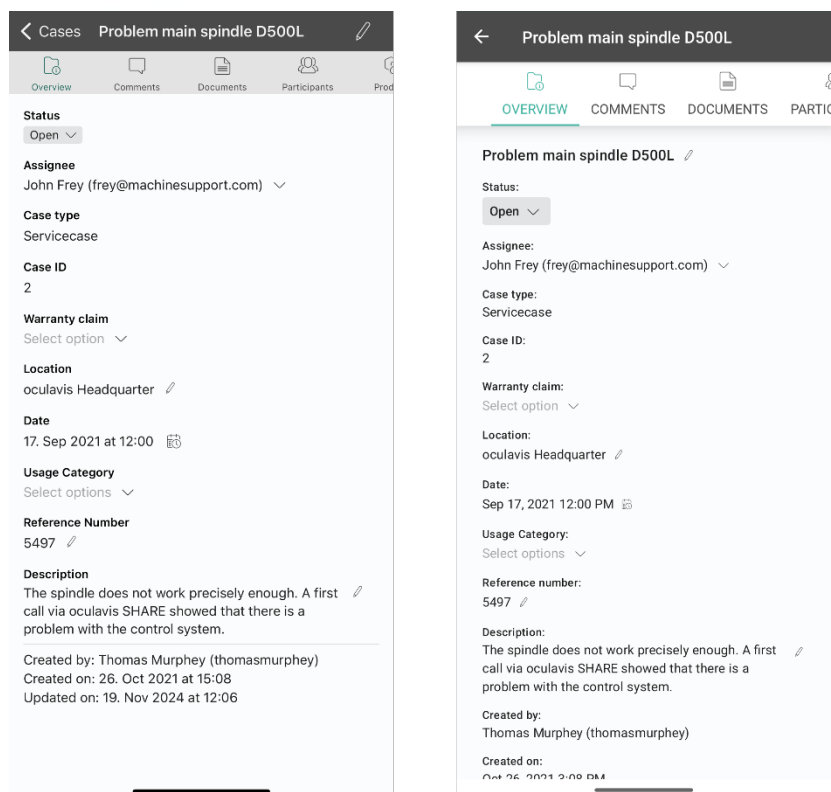 Cases Problem main spindle D500L
Overview Comments Documents Participants Prod
Status
Open
Assignee
John Frey (frey@machinesupport.com)
Case type
Servicecase
Case ID
2
Warranty claim
Select option
Location
oculavis Headquarter
Date
17. Sep 2021 at 12:00
Usage Category
Select options
Reference Number
5497
Description
The spindle does not work precisely enough. A first
call via oculavis SHARE showed that there is a
problem with the control system.
Created by: Thomas Murphey (thomasmurphey)
Created on: 26. Oct 2021 at 15:08
Updated on: 19. Nov 2024 at 12:06
Problem main spindle D500L
OVERVIEW COMMENTS DOCUMENTS PARTIC
Problem main spindle D500L
Status:
Open
Assignee:
John Frey (frey@machinesupport.com)
Case type:
Servicecase
Case ID:
2
Warranty claim:
Select option
Location:
oculavis Headquarter
Date:
Sep 17, 2021 12:00 PM
Usage Category:
Select options
Reference number:
5497
Description:
The spindle does not work precisely enough. A first
call via oculavis SHARE showed that there is a
problem with the control system.
Created by:
Thomas Murphey (thomasmurphey)
Created on:
Oct 26, 2021 3:08 PM